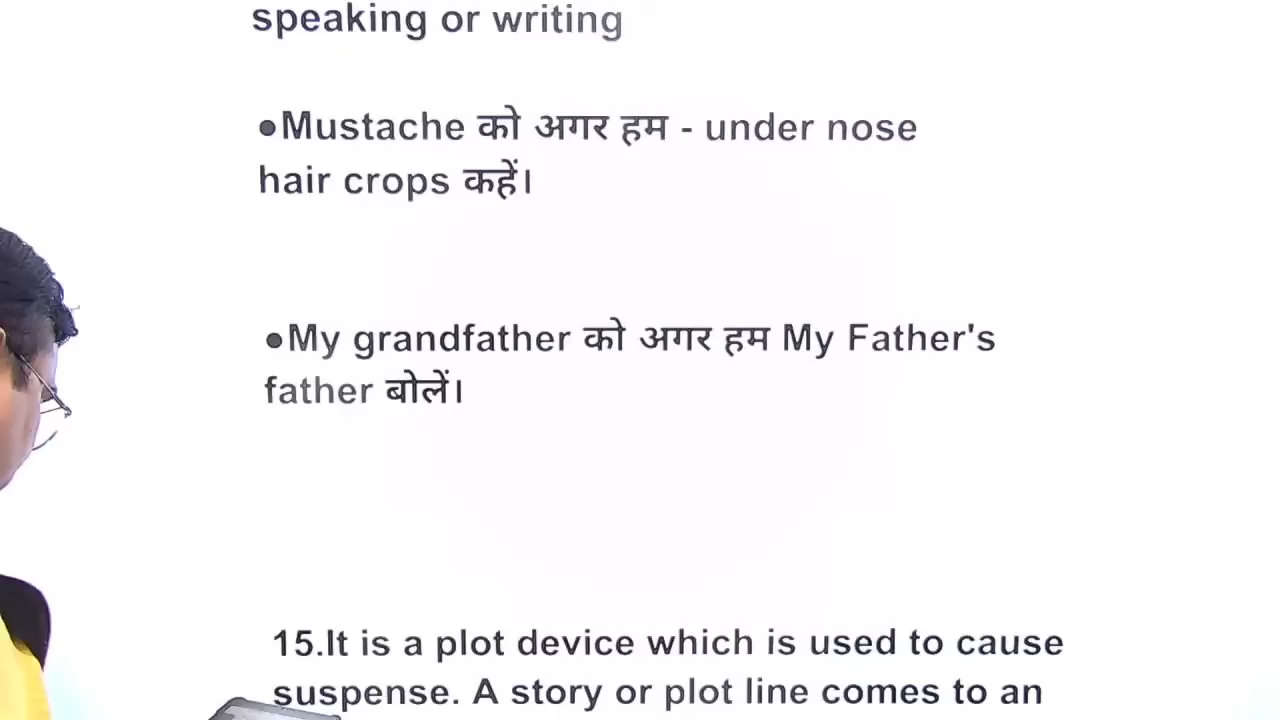 speaking or writing
●Mustache को अगर हम - under nose
hair crops कहें।
●My grandfather को अगर हम My Father's
father बोलें।
15.It is a plot device which is used to cause
suspense. A story or plot line comes to an